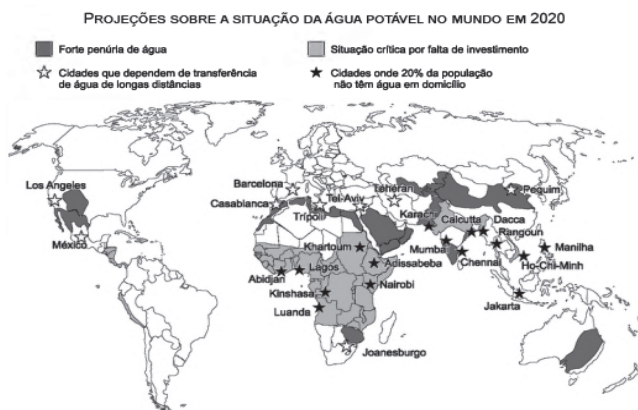 PROJEÇÕES SOBRE A SITUAÇÃO DA ÁGUA POTÁVEL NO MUNDO EM 2020
Forte penúria de água
Situação crítica por falta de investimento
Cidades que dependem de transferência
de água de longas distâncias
Cidades onde 20% da população
não têm água em domicílio
Los Angeles
México
Barcelona
Casabianca
Tel-Aviv
Trípoli
Teherán
Pequim
Karachi
Calcutta
Dacca
Rangoun
Manilha
Khartoum
Mumba
Adissabeba
Chennai
Ho-Chi-Minh
Abidjan
Lagos
Kinshasa
Nairobi
Luanda
Jakarta
Joanesburgo